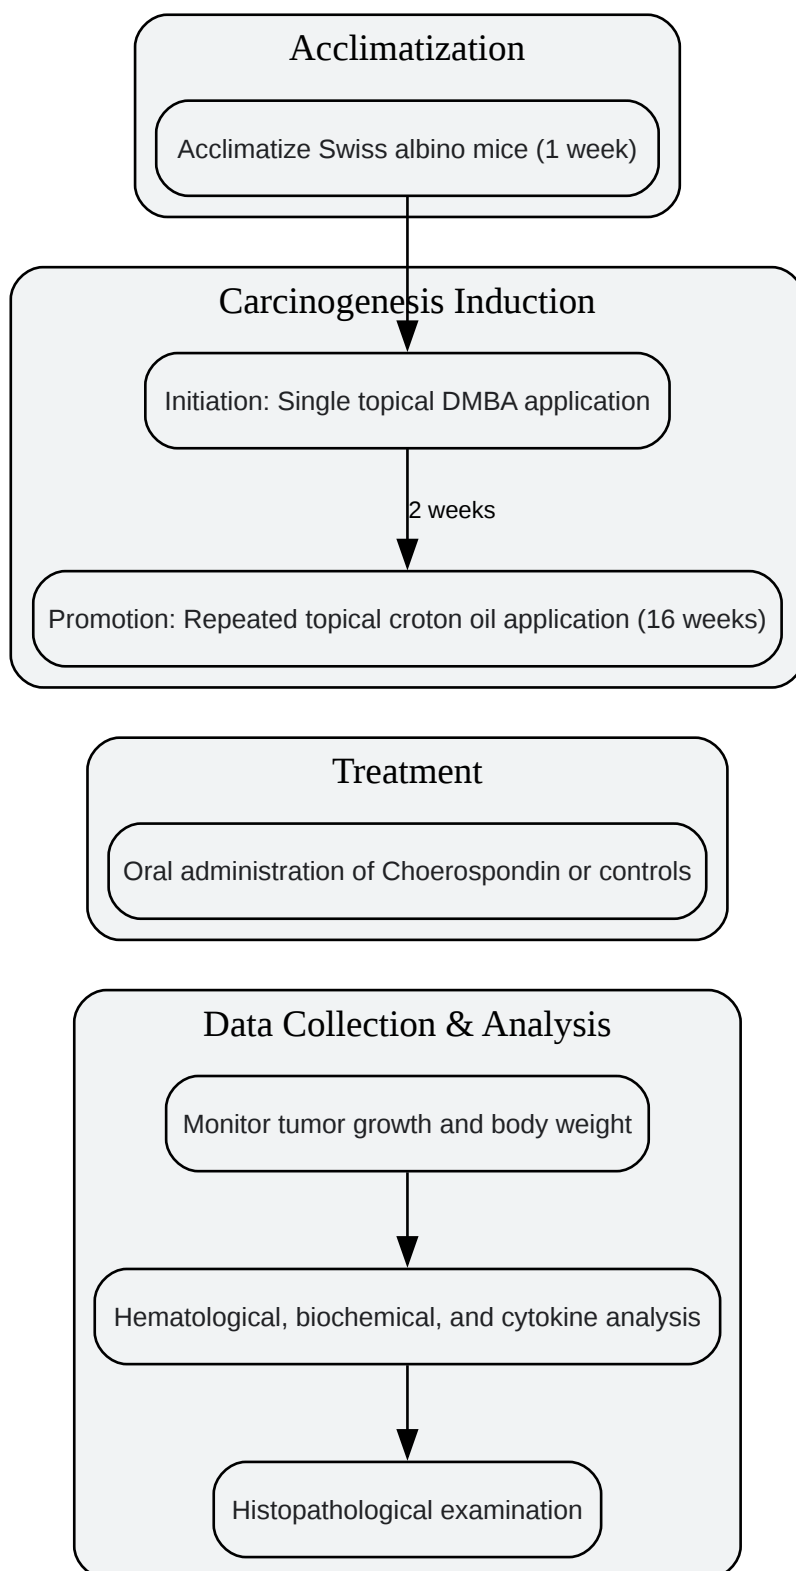 Acclimatization
Acclimatize Swiss albino mice (1 week)
Carcinogenesis Induction
Initiation: Single topical DMBA application
2 weeks
Promotion: Repeated topical croton oil application (16 weeks)
Treatment
Oral administration of Choerospondin or controls
Data Collection & Analysis
Monitor tumor growth and body weight
Hematological, biochemical, and cytokine analysis
Histopathological examination